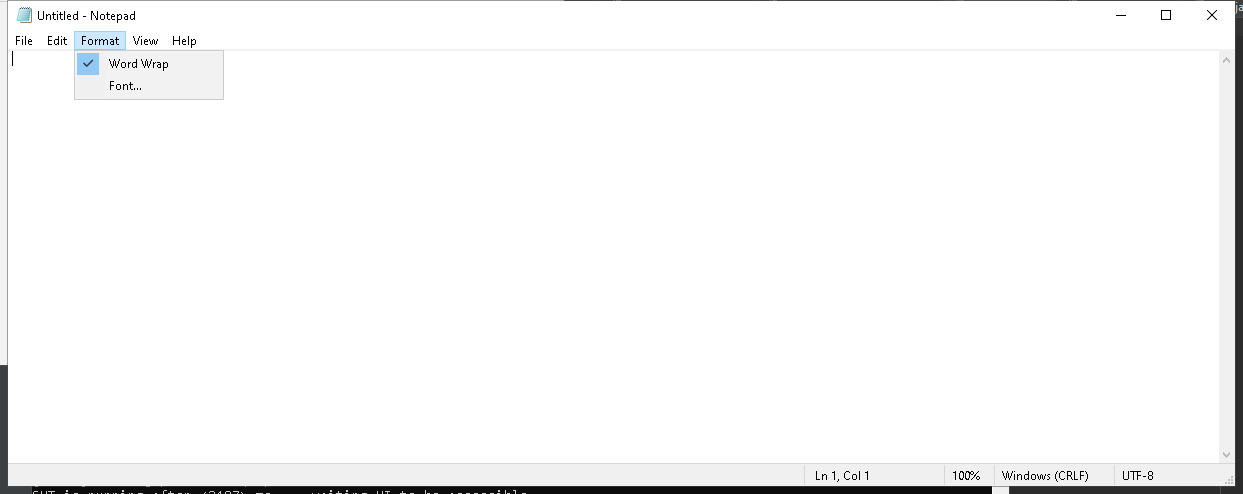 Untitled - Notepad
File Edit Format View Help
Word Wrap
Font...
Ln 1, Col 1 100% Windows (CRLF) UTF-8